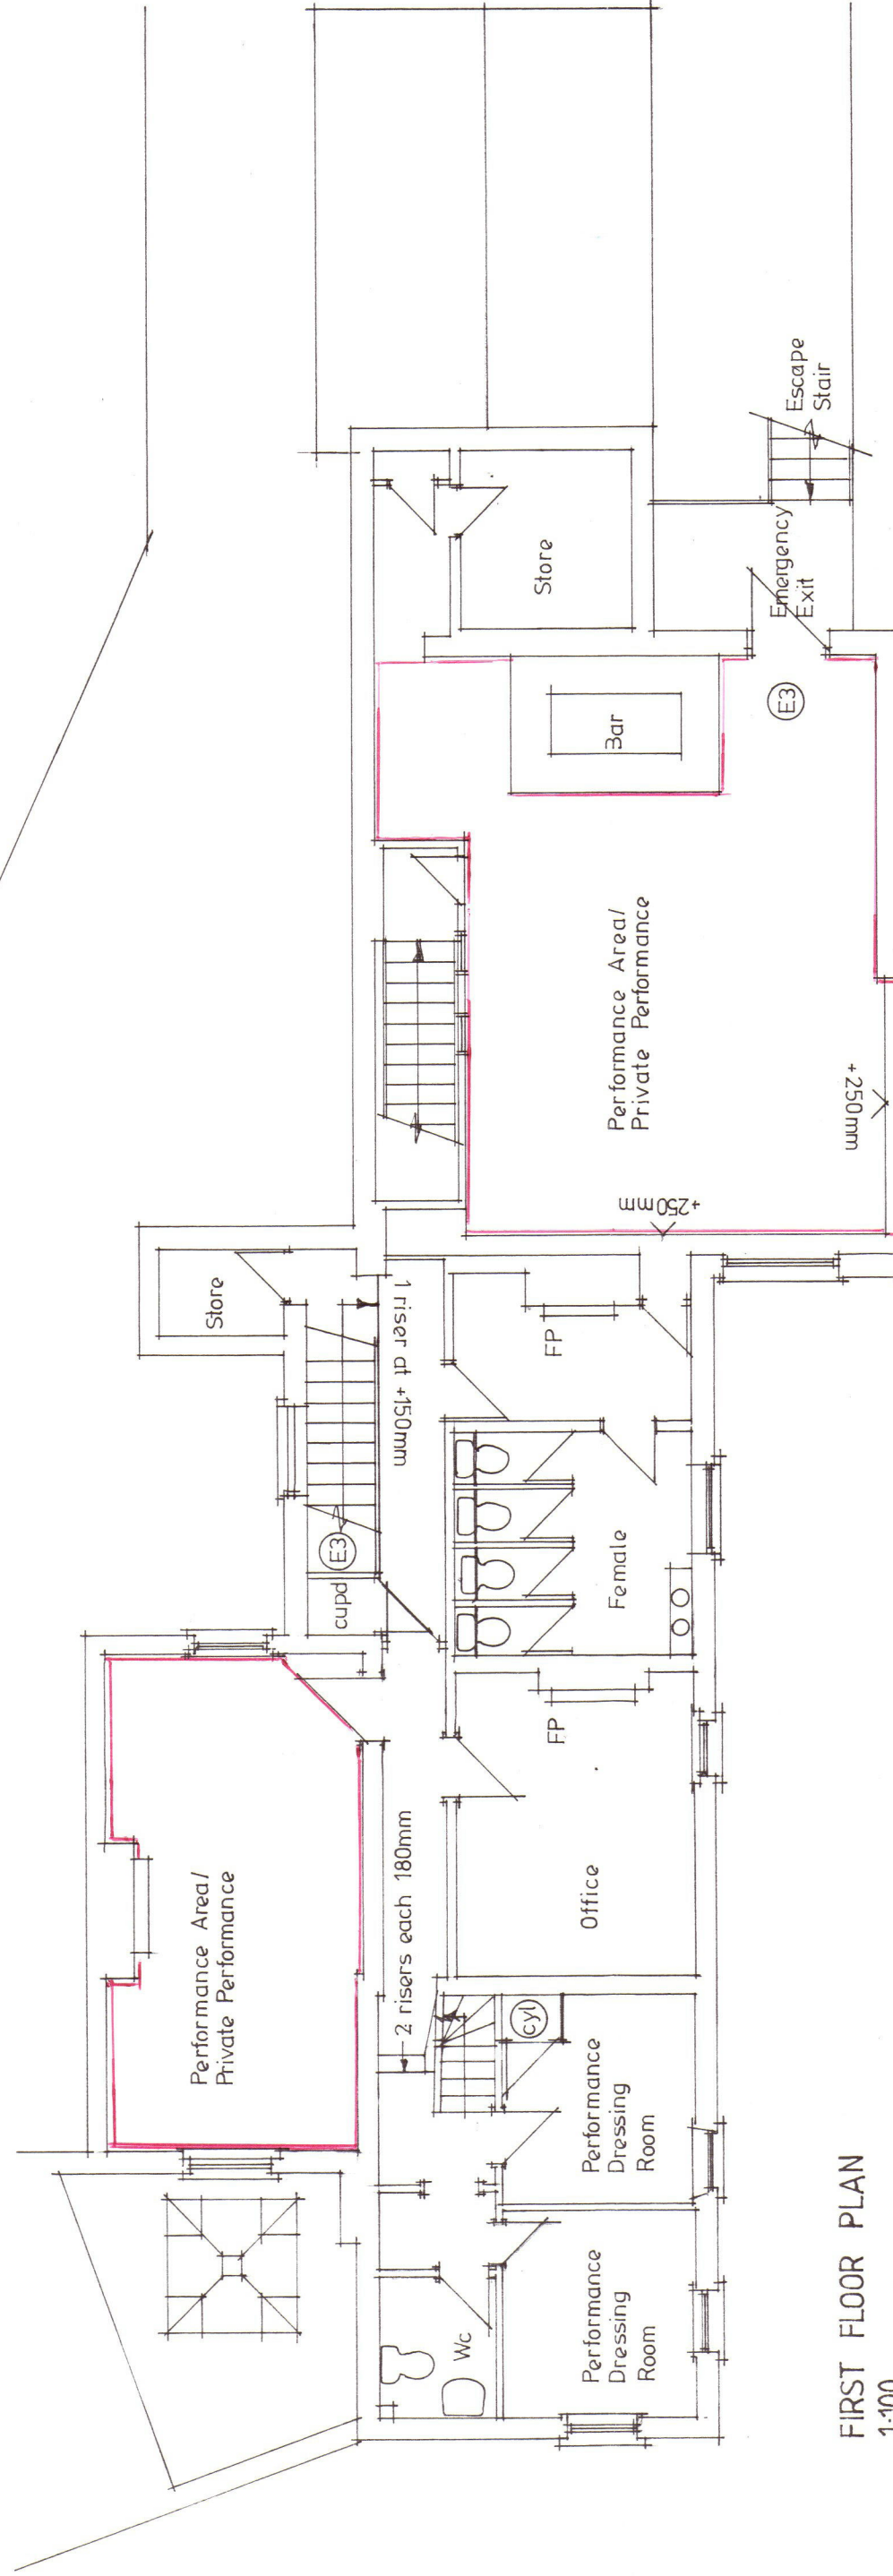 Performance Area/
Private Performance
Store
cupd
E3
1 riser at +150mm
2 risers each 180mm
Wc
cyl
Performance
Dressing
Room
Performance
Dressing
Room
Office
FP
Female
FP
+250mm
+250mm
Performance Area/
Private Performance
Bar
Store
E3
Emergency
Exit
Escape
Stair
FIRST FLOOR PLAN
1:100